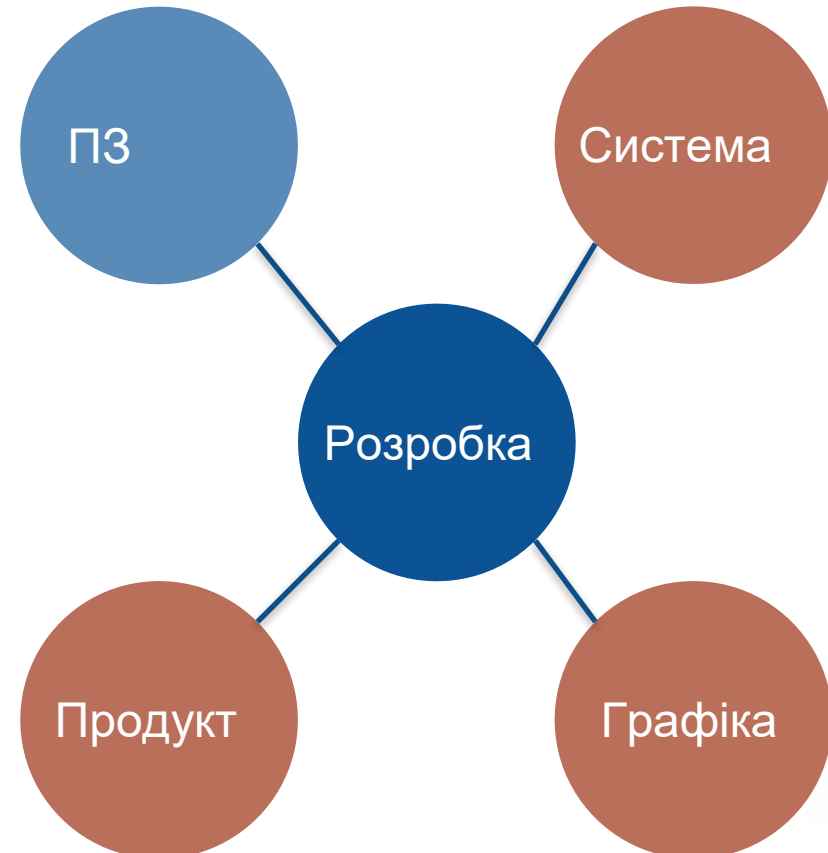 ПЗ
Система
Розробка
Продукт
Графіка